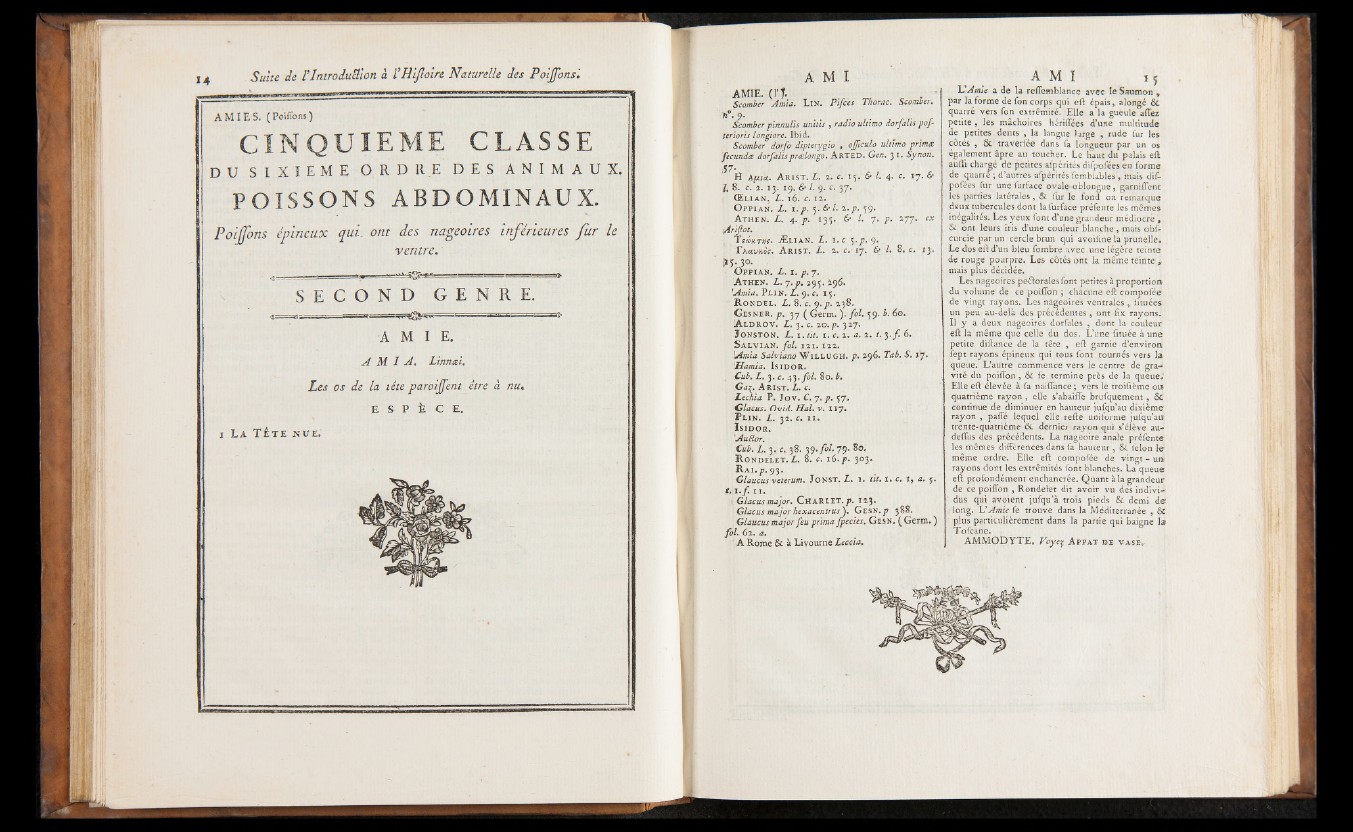 14 Suite de l'Introduction à l'Hiſtoire Naturelle des Poiſſons.
AMIES. (Poiſſons)
CINQUIEME CLASSE
DU SIXIEME ORDRE DES ANIMAUX.
POISSONS ABDOMINAUX.
Poiſſons épineux qui ont des nageoires inférieures ſur le
ventre.
SECOND GENRE.
AMIE.
AMIA. Linnæi.
Les os de la tête paroiſſent être à nu.
ESPÈCE.
1 LA TÊTE NUE.
AMI
AMIE. (l')
Scomber Amia. LIN. Piſces Thorac. Scomber.
n°. 9.
Scomber pinnulis unitis, radio ultimo dorſalis poſ-
terioris longiore. Ibid.
Scomber dorſo dipterygio, oſſiculo ultimo primæ
ſecundæ dorſalis prælongo. ARTED. Gen. 31. Synon.
57.
H Αμια. ARIST. L. 2. c. 15. & l. 4. c. 17. &
l. 8. c. 2. 13. 19. & l. 9. c. 37.
ŒLIAN. L. 16. c. 12.
OPPIAN. L. 1. p. 5. & l. 2. p. 59.
ATHEN. L. 4. p. 135. & l. 7. p. 277. ex
Ariſtot.
Τρώκτης. ÆLIAN. L. 1. c 5. p. 9.
Γλαυκὸς. ARIST. L. 2. c. 17. & l. 8. c. 13.
15. 30.
OPPIAN. L. 1. p. 7.
ATHEN. L. 7. p. 295. 296.
Amia. PLIN. L. 9. c. 15.
RONDEL. L. 8. c. 9. p. 238.
GESNER. p. 37 (Germ.). fol. 59. b. 60.
ALDROV. L. 3. c. 20. p. 327.
JONSTON. L. 1. tit. 1. c. 2. a. 2. t. 3. f. 6.
SALVIAN. fol. 121. 122.
Amia Salviano WILLUGH. p. 296. Tab. S. 17.
Hamia. ISIDOR.
Cub. L. 3. c. 43. fol. 80. b.
Gaz. ARIST. L. c.
Lechia P. JOV. C. 7. p. 57.
Glacus. Ovid. Hal. v. 117.
PLIN. L. 32. c. 11.
ISIDOR.
Auctor.
Cub. L. 3. c. 38. 39. fol. 79. 80.
RONDELET. L. 8. c. 16. p. 303.
RAI. p. 93.
Glaucus veterum. JONST. L. 1. tit. 1. c. 1, a. 5.
t. 1. f. 11.
Glacus major. CHARLET. p. 123.
Glacus major hexacentrus). GESN. p 388.
Glaucus major ſeu prima ſpecies. GESN. (Germ.)
fol. 62. a.
A Rome & à Livourne Leccia.
AMI 15
L'Amie a de la reſſemblance avec le Saumon,
par la forme de ſon corps qui eſt épais, alongé &
quarré vers ſon extrêmité. Elle a la gueule aſſez
petite, les mâchoires hériſſées d'une multitude
de petites dents, la langue large, rude ſur les
côtés, & traverſée dans ſa longueur par un os
également âpre au toucher. Le haut du palais eſt
auſſi chargé de petites aſpérités diſpoſées en forme
de quarré; d'autres aſpérités ſemblables, mais diſ-
poſées ſur une ſurface ovale-oblongue, garniſſent
les parties latérales, & ſur le fond on remarque
deux tubercules dont la ſurface préſente les mêmes
inégalités. Les yeux ſont d'une grandeur médiocre,
& ont leurs iris d'une couleur blanche, mais obſ-
curcie par un cercle brun qui avoiſine la prunelle.
Le dos eſt d'un bleu ſombre avec une légère teinte
de rouge pourpre. Les côtés ont la même teinte,
mais plus décidée.
Les nageoires pectorales ſont petites à proportion
du volume de ce poiſſon; chacune eſt compoſée
de vingt rayons. Les nageoires ventrales, ſituées
un peu au-delà des précédentes, ont ſix rayons.
Il y a deux nageoires dorſales, dont la couleur
eſt la même que celle du dos. L'une ſituée à une
petite diſtance de la tête, eſt garnie d'environ
ſept rayons épineux qui tous ſont tournés vers la
queue. L'autre commence vers le centre de gra-
vité du poiſſon, & ſe termine près de la queue.
Elle eſt élevée à ſa naiſſance; vers le troiſième ou
quatrième rayon, elle s'abaiſſe bruſquement, &
continue de diminuer en hauteur juſqu'au dixième
rayon, paſſé lequel elle reſte uniforme juſqu'au
trente-quatrième & dernier rayon qui s'élève au-
deſſus des précédents. La nageoire anale préſente
les mêmes différences dans ſa hauteur, & ſelon le
même ordre. Elle eſt compoſée de vingt-un
rayons dont les extrêmités ſont blanches. La queue
eſt profondément enchancrée. Quant à la grandeur
de ce poiſſon, Rondelet dit avoir vu des indivi-
dus qui avoient juſqu'à trois pieds & demi de
long. L'Amie ſe trouve dans la Méditerranée, &
plus particulièrement dans la partie qui baigne la
Toſcane.
AMMODYTE. Voyez APPAT DE VASE.